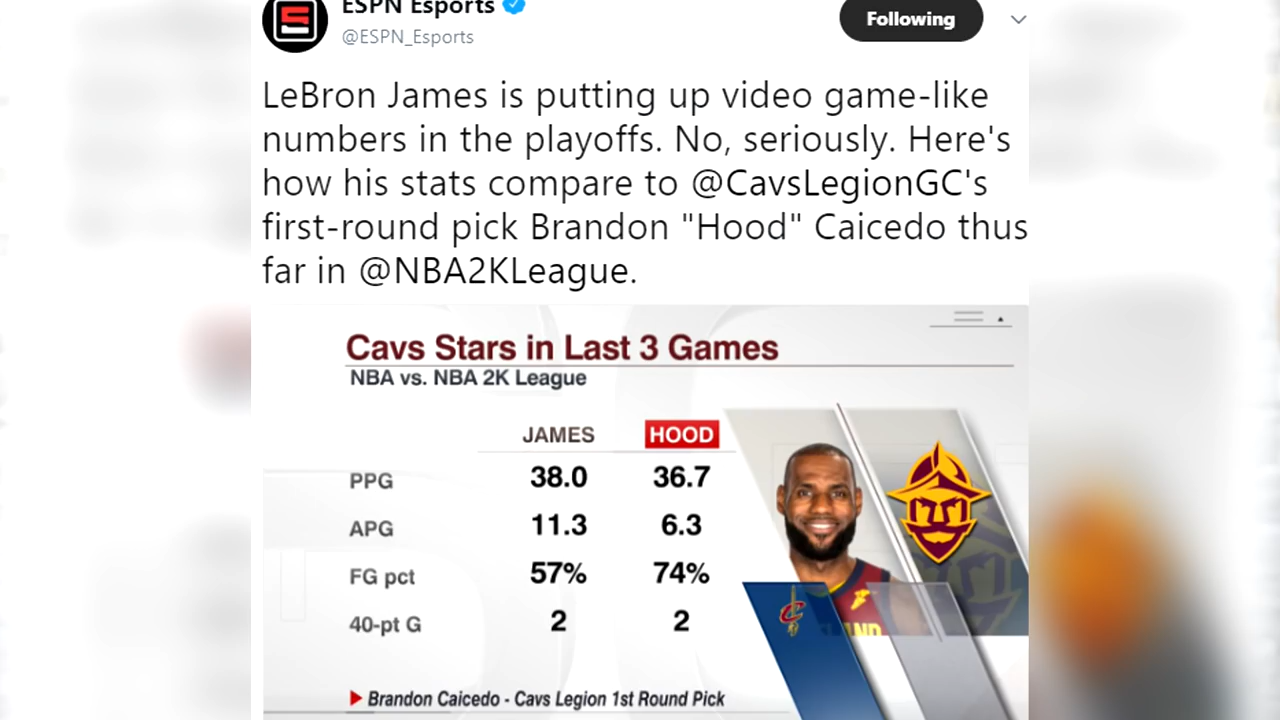 ESPN Esports
@ESPN_Esports
Following
LeBron James is putting up video game-like
numbers in the playoffs. No, seriously. Here's
how his stats compare to @CavsLegionGC's
first-round pick Brandon "Hood" Caicedo thus
far in @NBA2KLeague.
Cavs Stars in Last 3 Games
NBA vs. NBA 2K League
JAMES HOOD
PPG 38.0 36.7
APG 11.3 6.3
FG pct 57% 74%
40-pt G 2 2
Brandon Caicedo - Cavs Legion 1st Round Pick